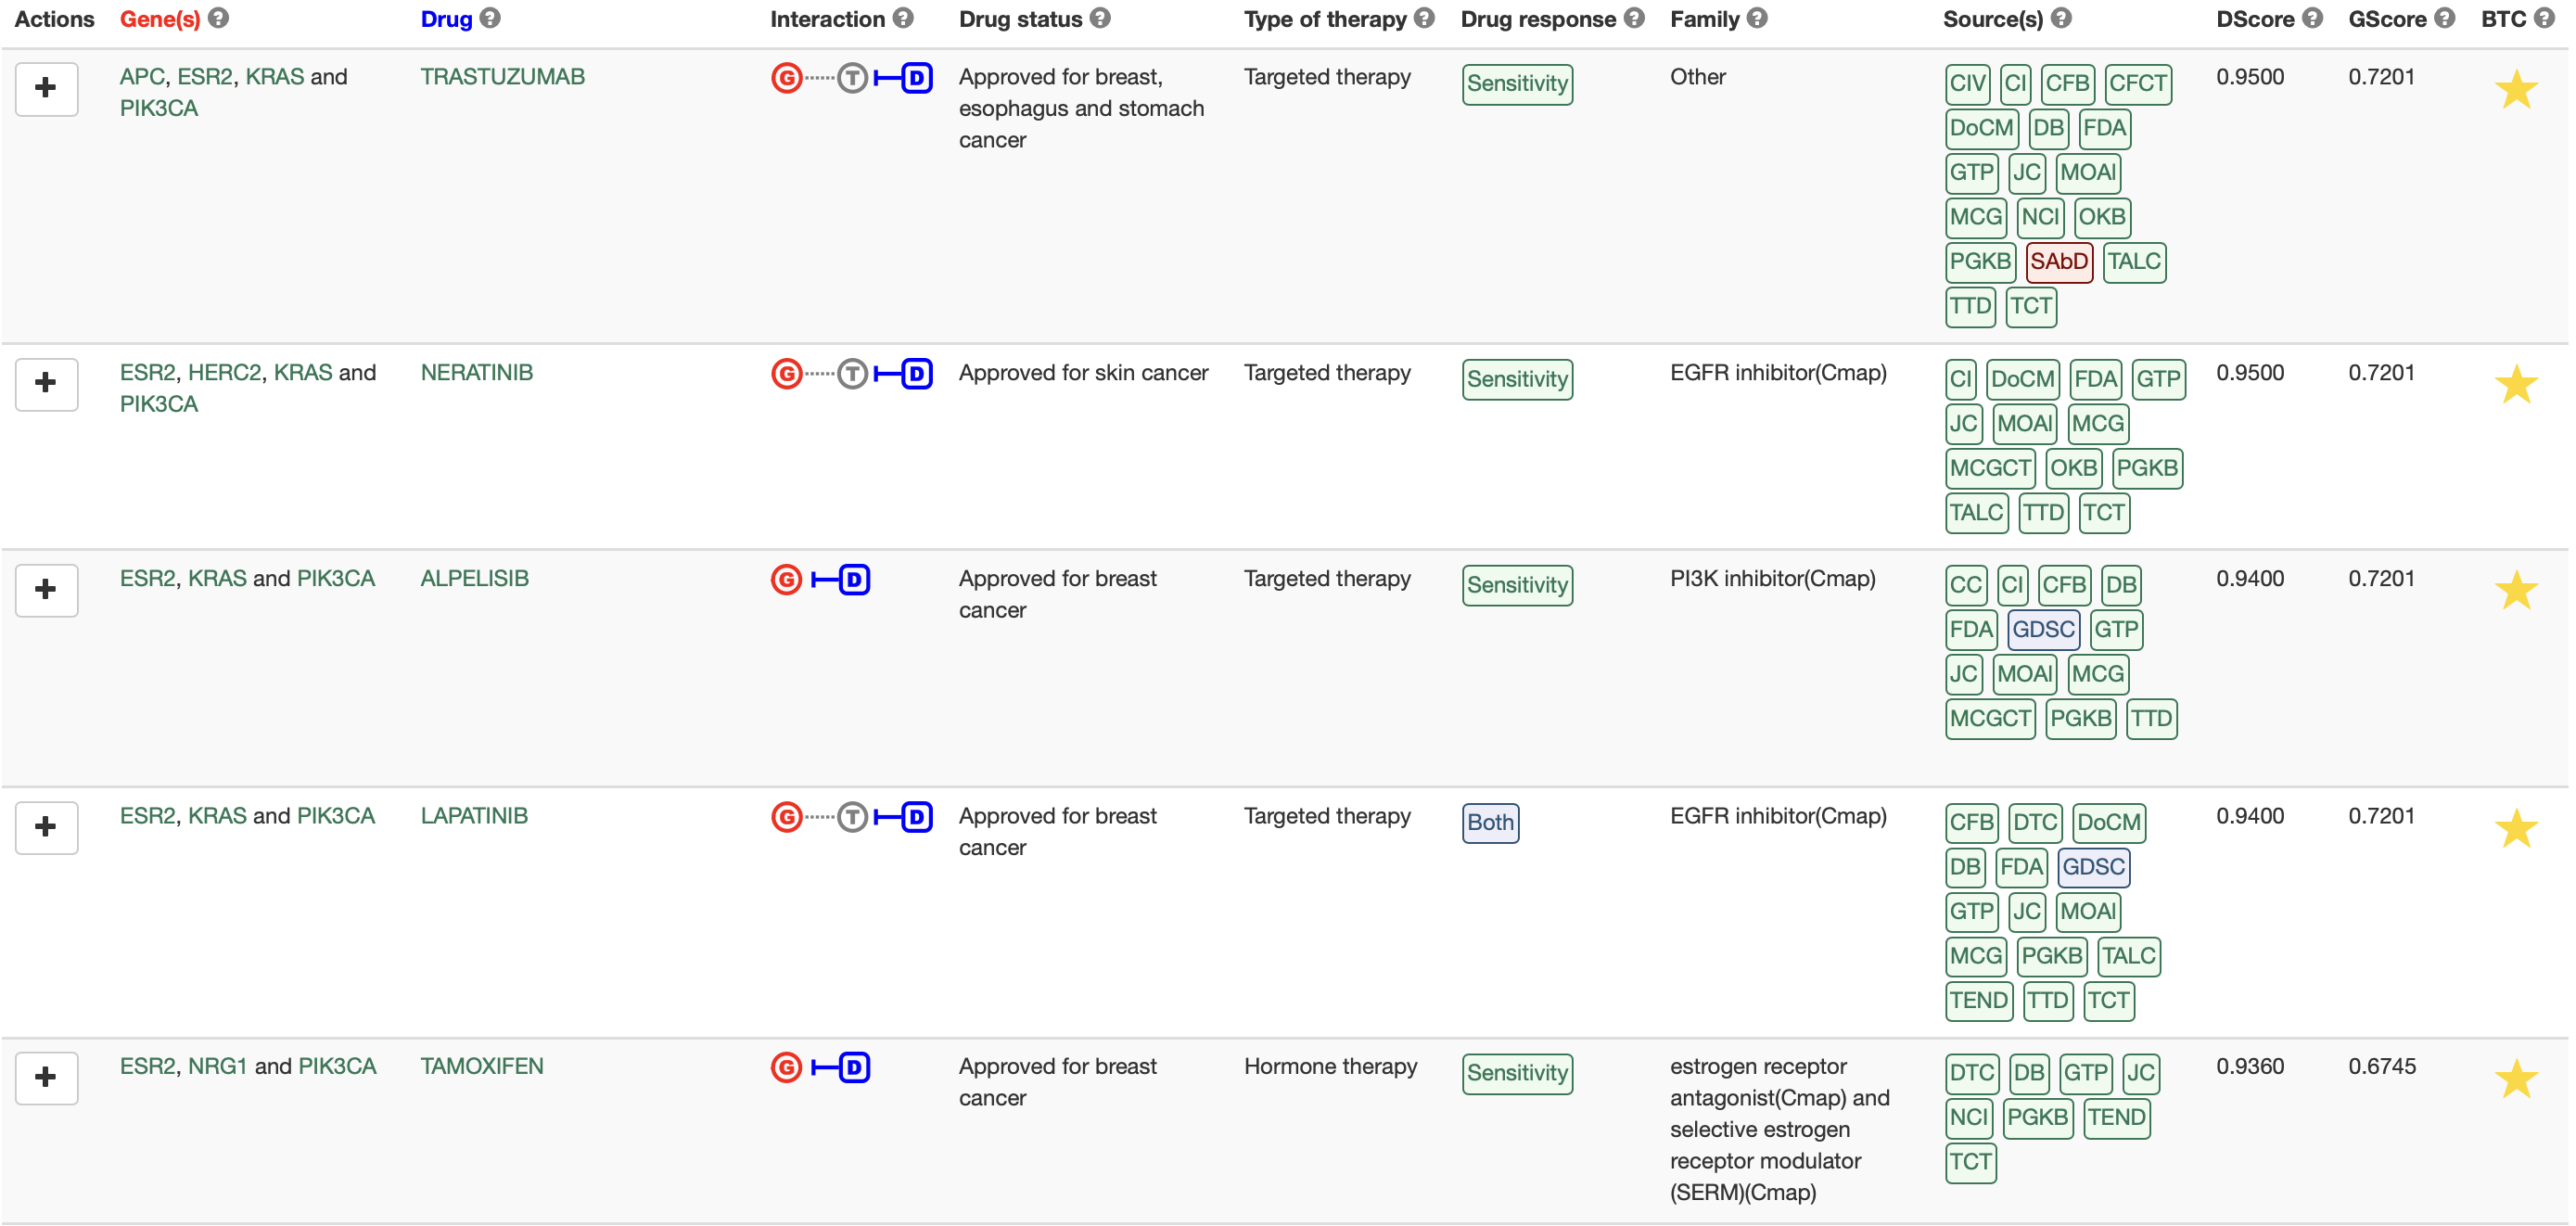 Actions Gene(s) ? Drug ? Interaction ? Drug status ? Type of therapy ? Drug response ? Family ? Source(s) ? DScore ? GScore ? BTC ?
APC, ESR2, KRAS and TRASTUZUMAB G T D Approved for breast, Targeted therapy Sensitivity Other CIV CI CFB CFCT 0.9500 0.7201
PIK3CA esophagus and stomach DoCM DB FDA
cancer GTP JC MOAI
MCG NCI OKB
PGKB SAbD TALC
TTD TCT
ESR2, HERC2, KRAS and NERATINIB G T D Approved for skin cancer Targeted therapy Sensitivity EGFR inhibitor(Cmap) CI DoCM FDA GTP 0.9500 0.7201
PIK3CA JC MOAI MCG
MCGCT OKB PGKB
TALC TTD TCT
ESR2, KRAS and PIK3CA ALPELISIB G D Approved for breast Targeted therapy Sensitivity PI3K inhibitor(Cmap) CC CI CFB DB 0.9400 0.7201
cancer FDA GDSC GTP
JC MOAI MCG
MCGCT PGKB TTD
ESR2, KRAS and PIK3CA LAPATINIB G T D Approved for breast Targeted therapy Both EGFR inhibitor(Cmap) CFB DTC DoCM 0.9400 0.7201
cancer DB FDA GDSC
GTP JC MOAI
MCG PGKB TALC
TEND TTD TCT
ESR2, NRG1 and PIK3CA TAMOXIFEN G D Approved for breast Hormone therapy Sensitivity estrogen receptor DTC DB GTP JC 0.9360 0.6745
cancer antagonist(Cmap) and NCI PGKB TEND
selective estrogen TCT
receptor modulator
(SERM)(Cmap)